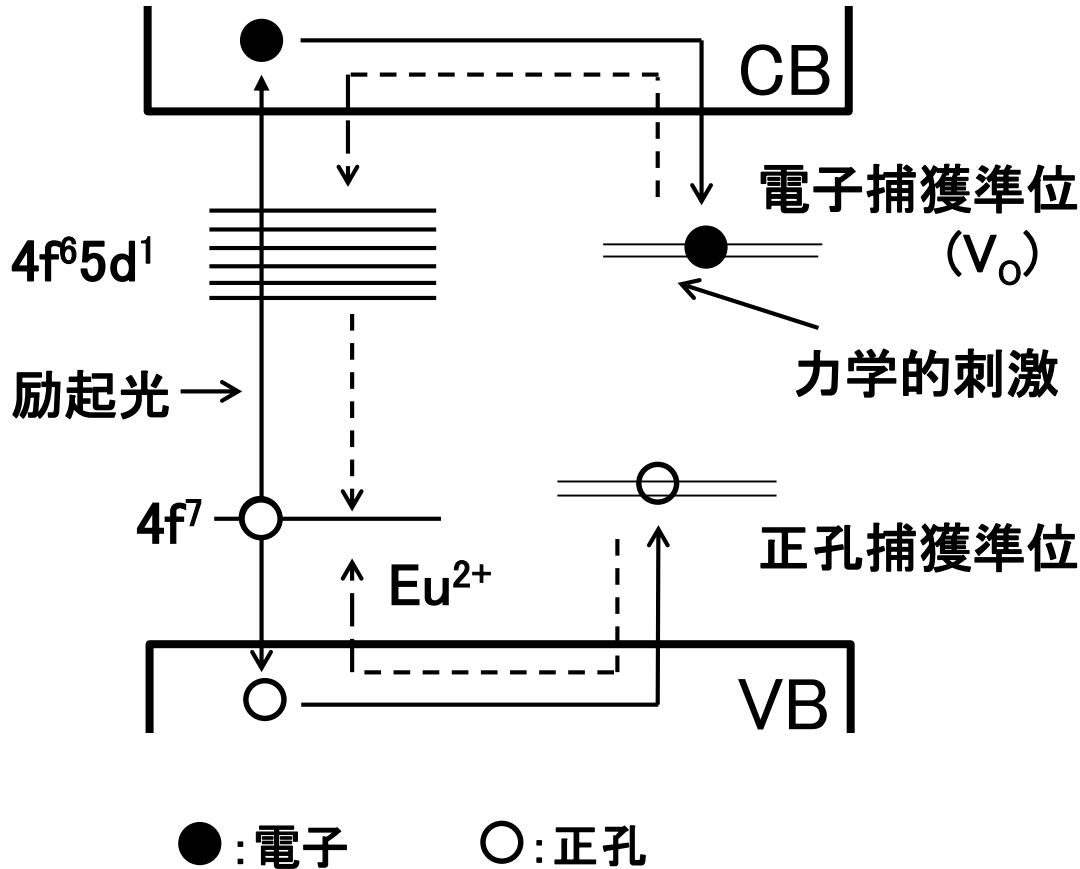 CB
電子捕獲準位
(V_O)
4f⁶5d¹
力学的刺激
励起光
4f⁷
正孔捕獲準位
Eu²⁺
VB
:電子
:正孔